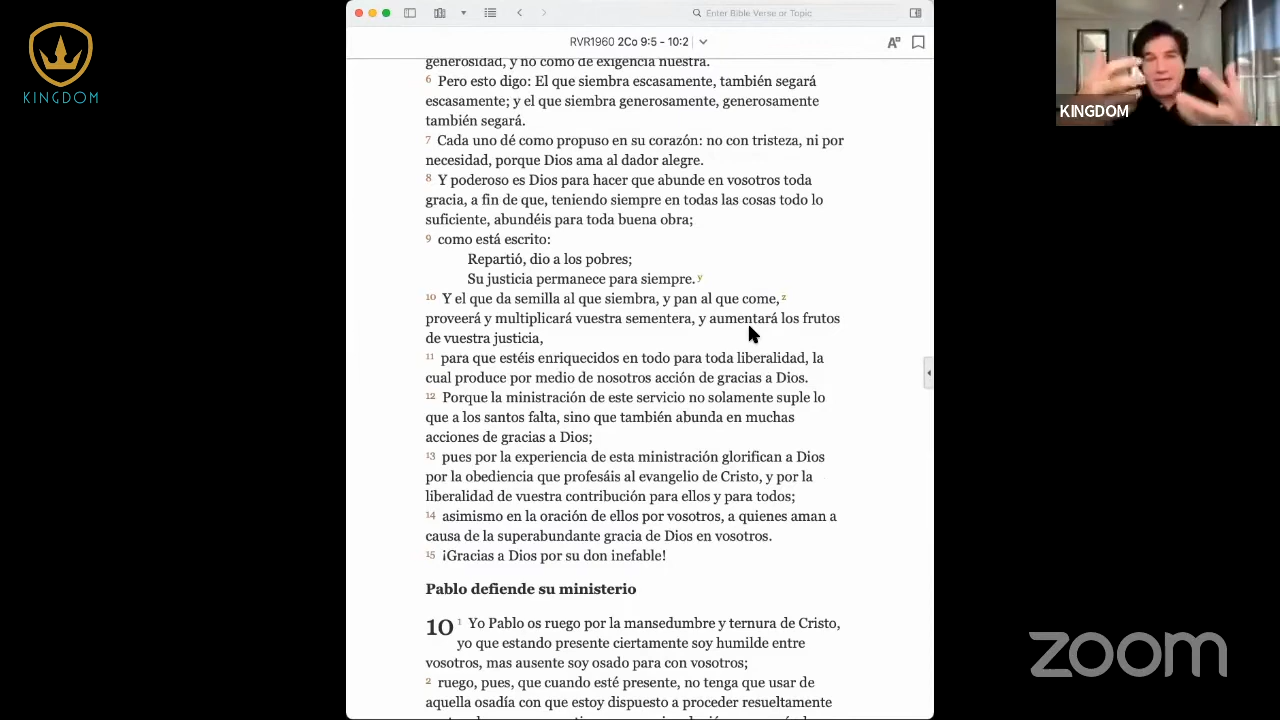 KINGDOM
Enter Bible Verse or Topic
RVR1960 2Co 9:5 - 10:2
generosidad, y no como de exigencia nuestra.
6 Pero esto digo: El que siembra escasamente, también segará
escasamente; y el que siembra generosamente, generosamente
también segará.
7 Cada uno dé como propuso en su corazón: no con tristeza, ni por
necesidad, porque Dios ama al dador alegre.
8 Y poderoso es Dios para hacer que abunde en vosotros toda
gracia, a fin de que, teniendo siempre en todas las cosas todo lo
suficiente, abundéis para toda buena obra;
9 como está escrito:
Repartió, dio a los pobres;
Su justicia permanece para siempre. y
10 Y el que da semilla al que siembra, y pan al que come, z
proveerá y multiplicará vuestra sementera, y aumentará los frutos
de vuestra justicia,
11 para que estéis enriquecidos en todo para toda liberalidad, la
cual produce por medio de nosotros acción de gracias a Dios.
12 Porque la ministración de este servicio no solamente suple lo
que a los santos falta, sino que también abunda en muchas
acciones de gracias a Dios;
13 pues por la experiencia de esta ministración glorifican a Dios
por la obediencia que profesáis al evangelio de Cristo, y por la
liberalidad de vuestra contribución para ellos y para todos;
14 asimismo en la oración de ellos por vosotros, a quienes aman a
causa de la superabundante gracia de Dios en vosotros.
15 ¡Gracias a Dios por su don inefable!
Pablo defiende su ministerio
10 1 Yo Pablo os ruego por la mansedumbre y ternura de Cristo,
yo que estando presente ciertamente soy humilde entre
vosotros, mas ausente soy osado para con vosotros;
2 ruego, pues, que cuando esté presente, no tenga que usar de
aquella osadía con que estoy dispuesto a proceder resueltamente
KINGDOM
zoom